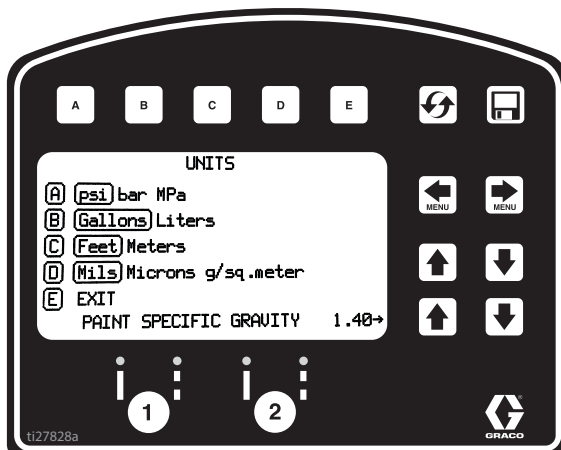 A B C D E
UNITS
A psi bar MPa
B Gallons Liters
C Feet Meters
D Mils Microns g/sq.meter
E EXIT
PAINT SPECIFIC GRAVITY 1.40→
MENU MENU
1 2
ti27828a
GRACO